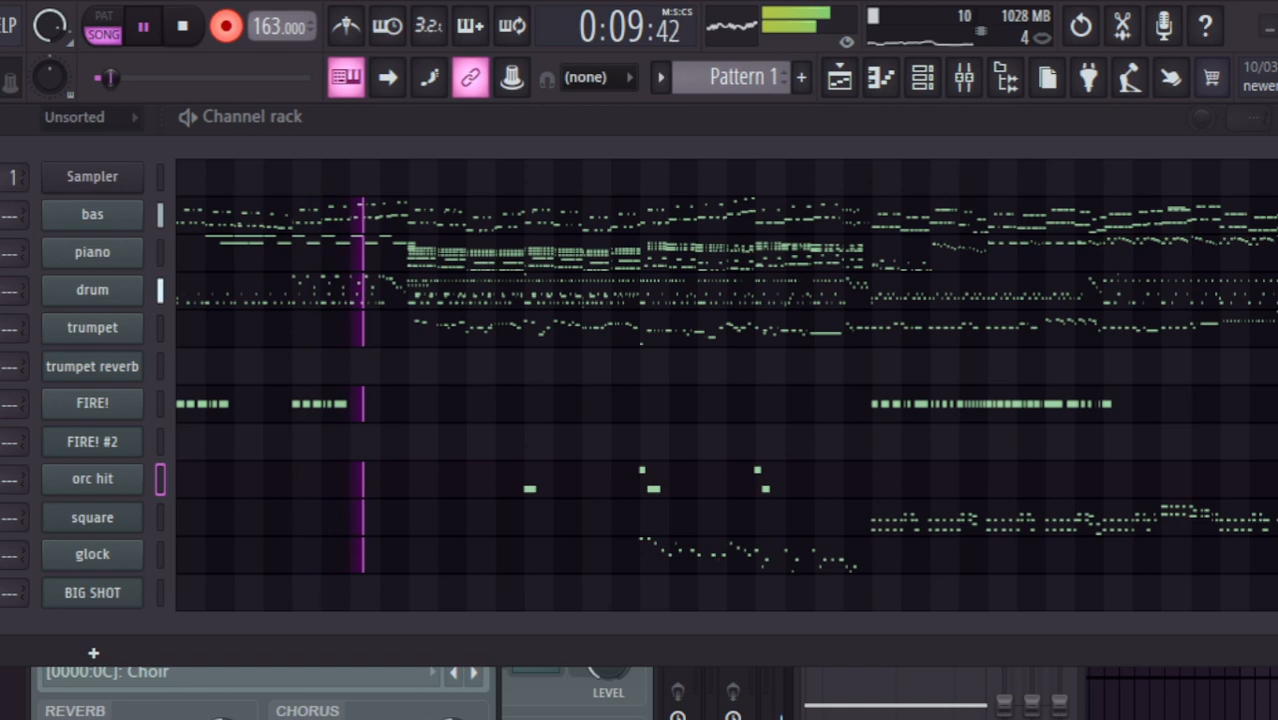 ELP
PAT
SONG
163.000
3.2.
0:09:42
M:S:CS
10
1028 MB
4
?
(none)
Pattern 1
+
10/03
newer
Unsorted
Channel rack
...
1
Sampler
--- bas
--- piano
--- drum
--- trumpet
--- trumpet reverb
--- FIRE!
--- FIRE! #2
--- orc hit
--- square
--- glock
--- BIG SHOT
+
[0000:0C]: Choir
LEVEL
REVERB
CHORUS